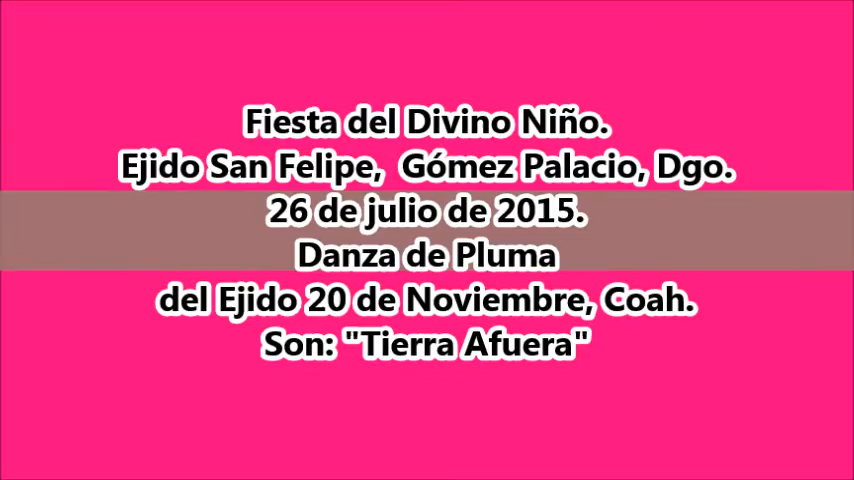 Fiesta del Divino Niño.
Ejido San Felipe,  Gómez Palacio, Dgo.
26 de julio de 2015.
Danza de Pluma
del Ejido 20 de Noviembre, Coah.
Son: "Tierra Afuera"